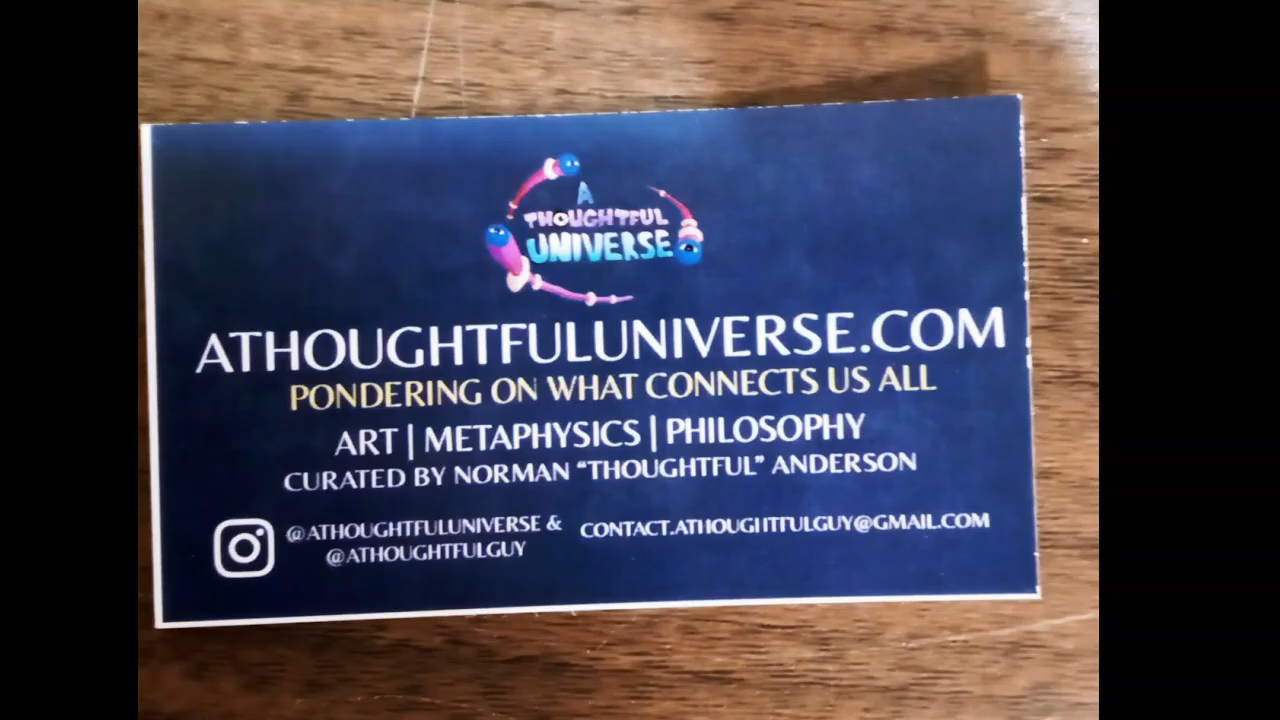 A
THOUGHTFUL
UNIVERSE
ATHOUGHTFULUNIVERSE.COM
PONDERING ON WHAT CONNECTS US ALL
ART | METAPHYSICS | PHILOSOPHY
CURATED BY NORMAN “THOUGHTFUL” ANDERSON
@ATHOUGHTFULUNIVERSE &
@ATHOUGHTFULGUY
CONTACT.ATHOUGHTFULGUY@GMAIL.COM